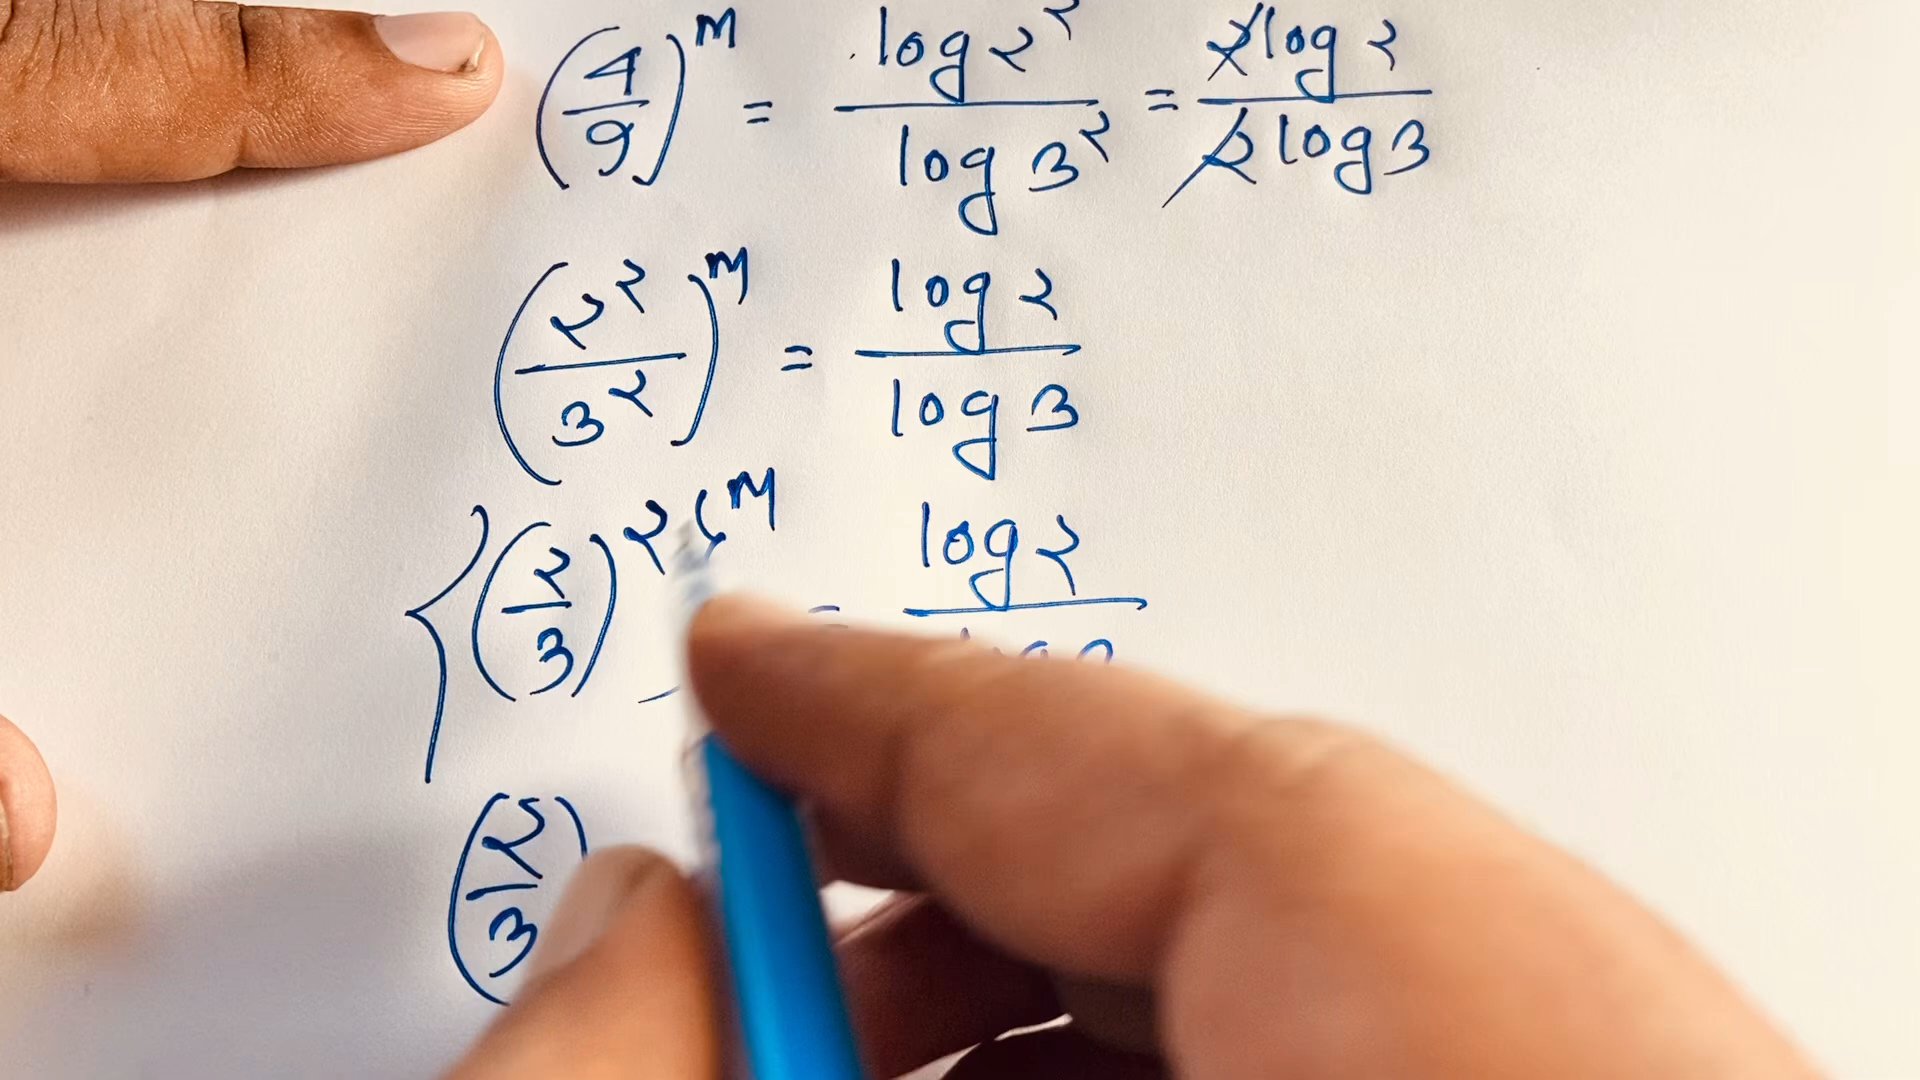 (4/9)^m = log 2^2 / log 3^2 = 2 log 2 / 2 log 3
(2^2 / 3^2)^m = log 2 / log 3
{(2/3)^2}^m = log 2 /
(2/3)